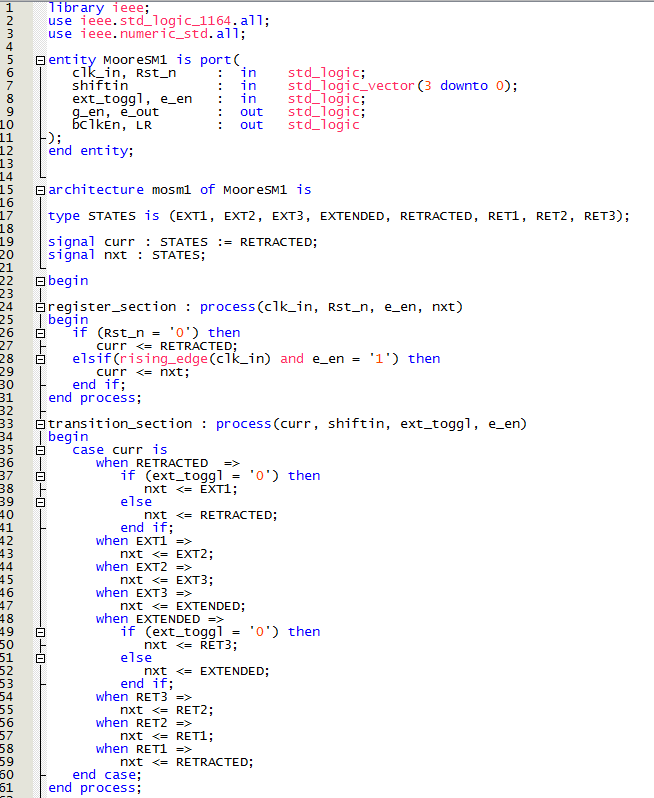 1 library ieee;
2 use ieee.std_logic_1164.all;
3 use ieee.numeric_std.all;
4
5 entity MooreSM1 is port(
6 clk_in, Rst_n : in std_logic;
7 shiftin : in std_logic_vector(3 downto 0);
8 ext_toggl, e_en : in std_logic;
9 g_en, e_out : out std_logic;
10 bClkEn, LR : out std_logic
11 );
12 end entity;
13
14
15 architecture mosm1 of MooreSM1 is
16
17 type STATES is (EXT1, EXT2, EXT3, EXTENDED, RETRACTED, RET1, RET2, RET3);
18
19 signal curr : STATES := RETRACTED;
20 signal nxt : STATES;
21
22 begin
23
24 register_section : process(clk_in, Rst_n, e_en, nxt)
25 begin
26 if (Rst_n = '0') then
27 curr <= RETRACTED;
28 elsif(rising_edge(clk_in) and e_en = '1') then
29 curr <= nxt;
30 end if;
31 end process;
32
33 transition_section : process(curr, shiftin, ext_toggl, e_en)
34 begin
35 case curr is
36 when RETRACTED =>
37 if (ext_toggl = '0') then
38 nxt <= EXT1;
39 else
40 nxt <= RETRACTED;
41 end if;
42 when EXT1 =>
43 nxt <= EXT2;
44 when EXT2 =>
45 nxt <= EXT3;
46 when EXT3 =>
47 nxt <= EXTENDED;
48 when EXTENDED =>
49 if (ext_toggl = '0') then
50 nxt <= RET3;
51 else
52 nxt <= EXTENDED;
53 end if;
54 when RET3 =>
55 nxt <= RET2;
56 when RET2 =>
57 nxt <= RET1;
58 when RET1 =>
59 nxt <= RETRACTED;
60 end case;
61 end process;